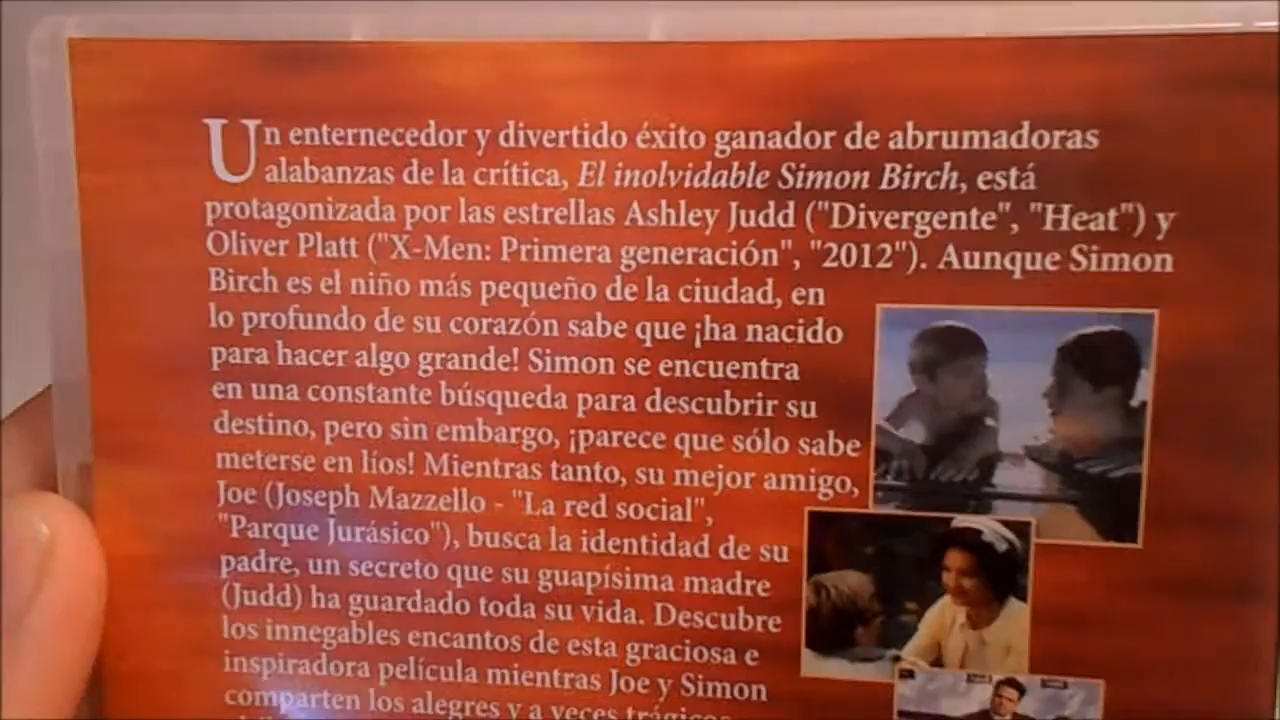 Un enternecedor y divertido éxito ganador de abrumadoras
alabanzas de la crítica, El inolvidable Simon Birch, está
protagonizada por las estrellas Ashley Judd ("Divergente", "Heat") y
Oliver Platt ("X-Men: Primera generación", "2012"). Aunque Simon
Birch es el niño más pequeño de la ciudad, en
lo profundo de su corazón sabe que ¡ha nacido
para hacer algo grande! Simon se encuentra
en una constante búsqueda para descubrir su
destino, pero sin embargo, ¡parece que sólo sabe
meterse en líos! Mientras tanto, su mejor amigo,
Joe (Joseph Mazzello - "La red social",
"Parque Jurásico"), busca la identidad de su
padre, un secreto que su guapísima madre
(Judd) ha guardado toda su vida. Descubre
los innegables encantos de esta graciosa e
inspiradora película mientras Joe y Simon
comparten los alegres y a veces trágicos